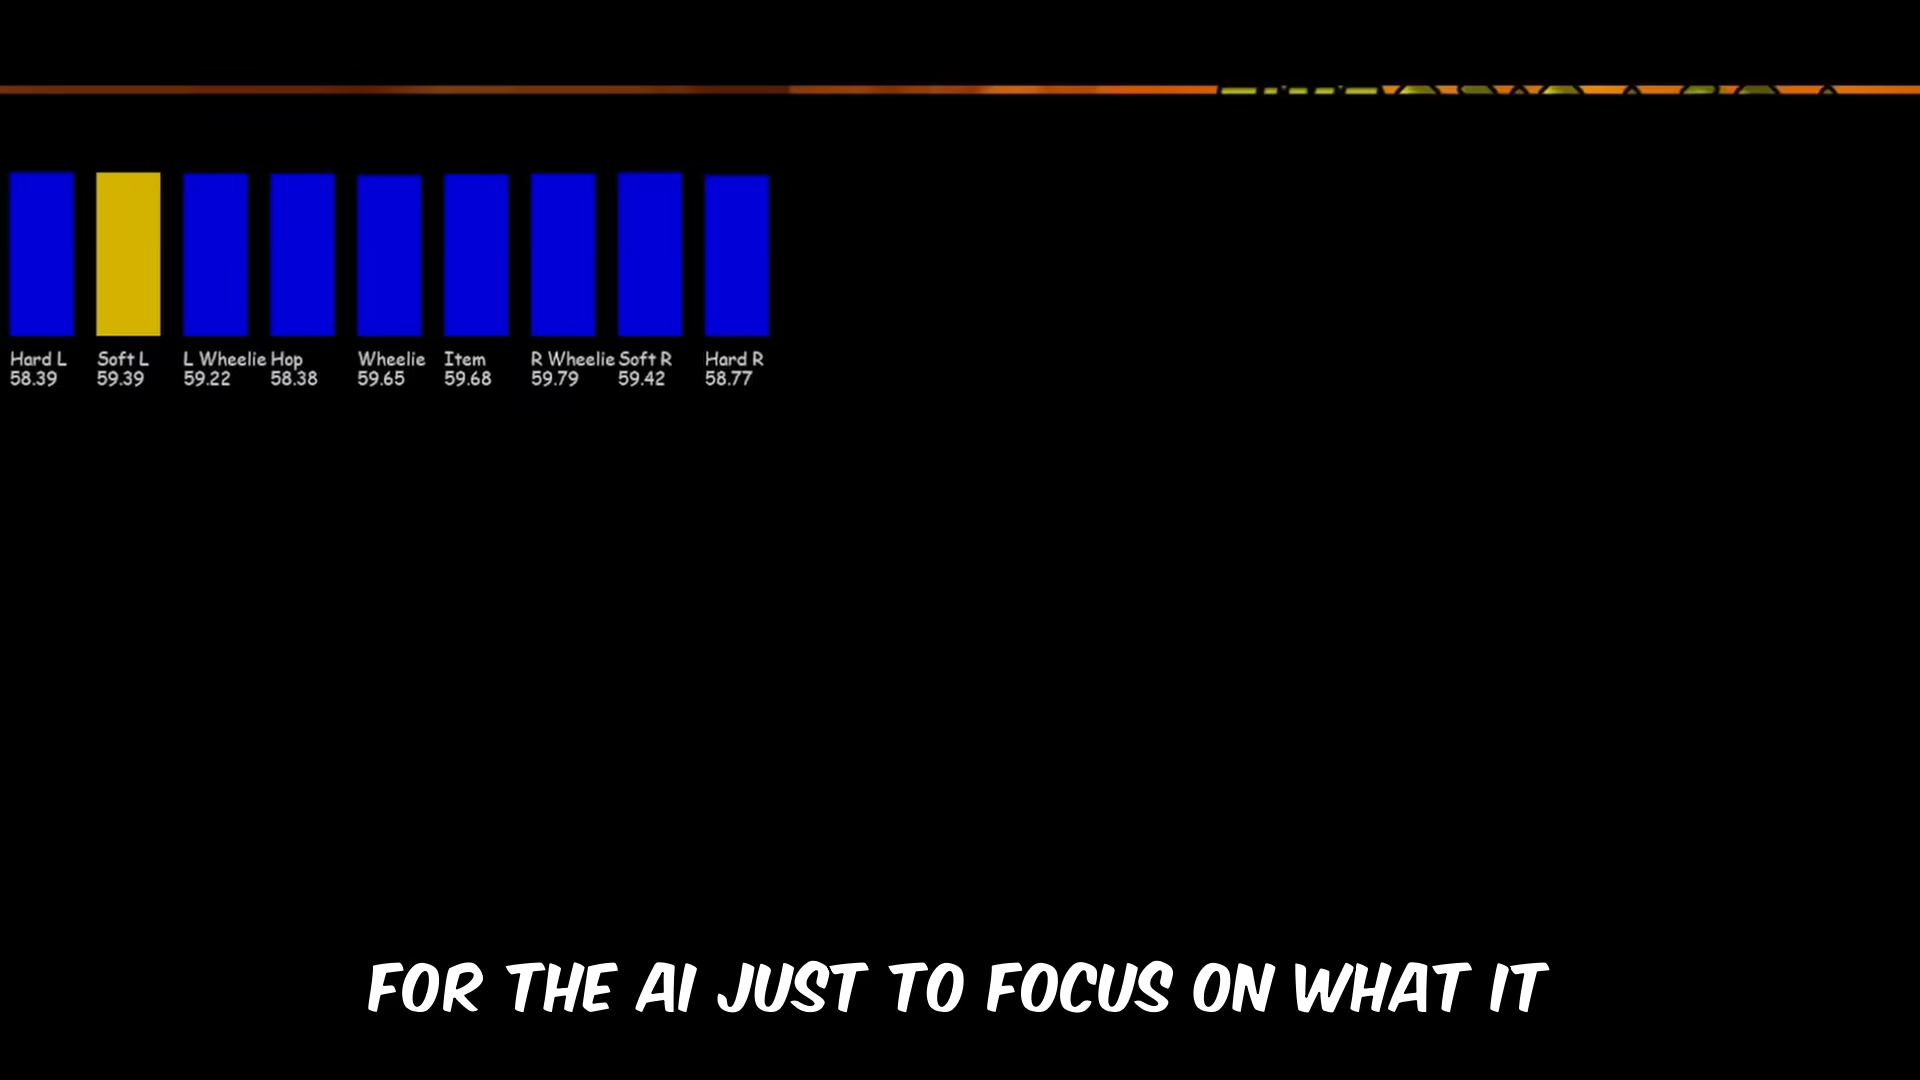 Hard L Soft L L Wheelie Hop Wheelie Item R Wheelie Soft R Hard R
58.39 59.39 59.22 58.38 59.65 59.68 59.79 59.42 58.77
FOR THE AI JUST TO FOCUS ON WHAT IT